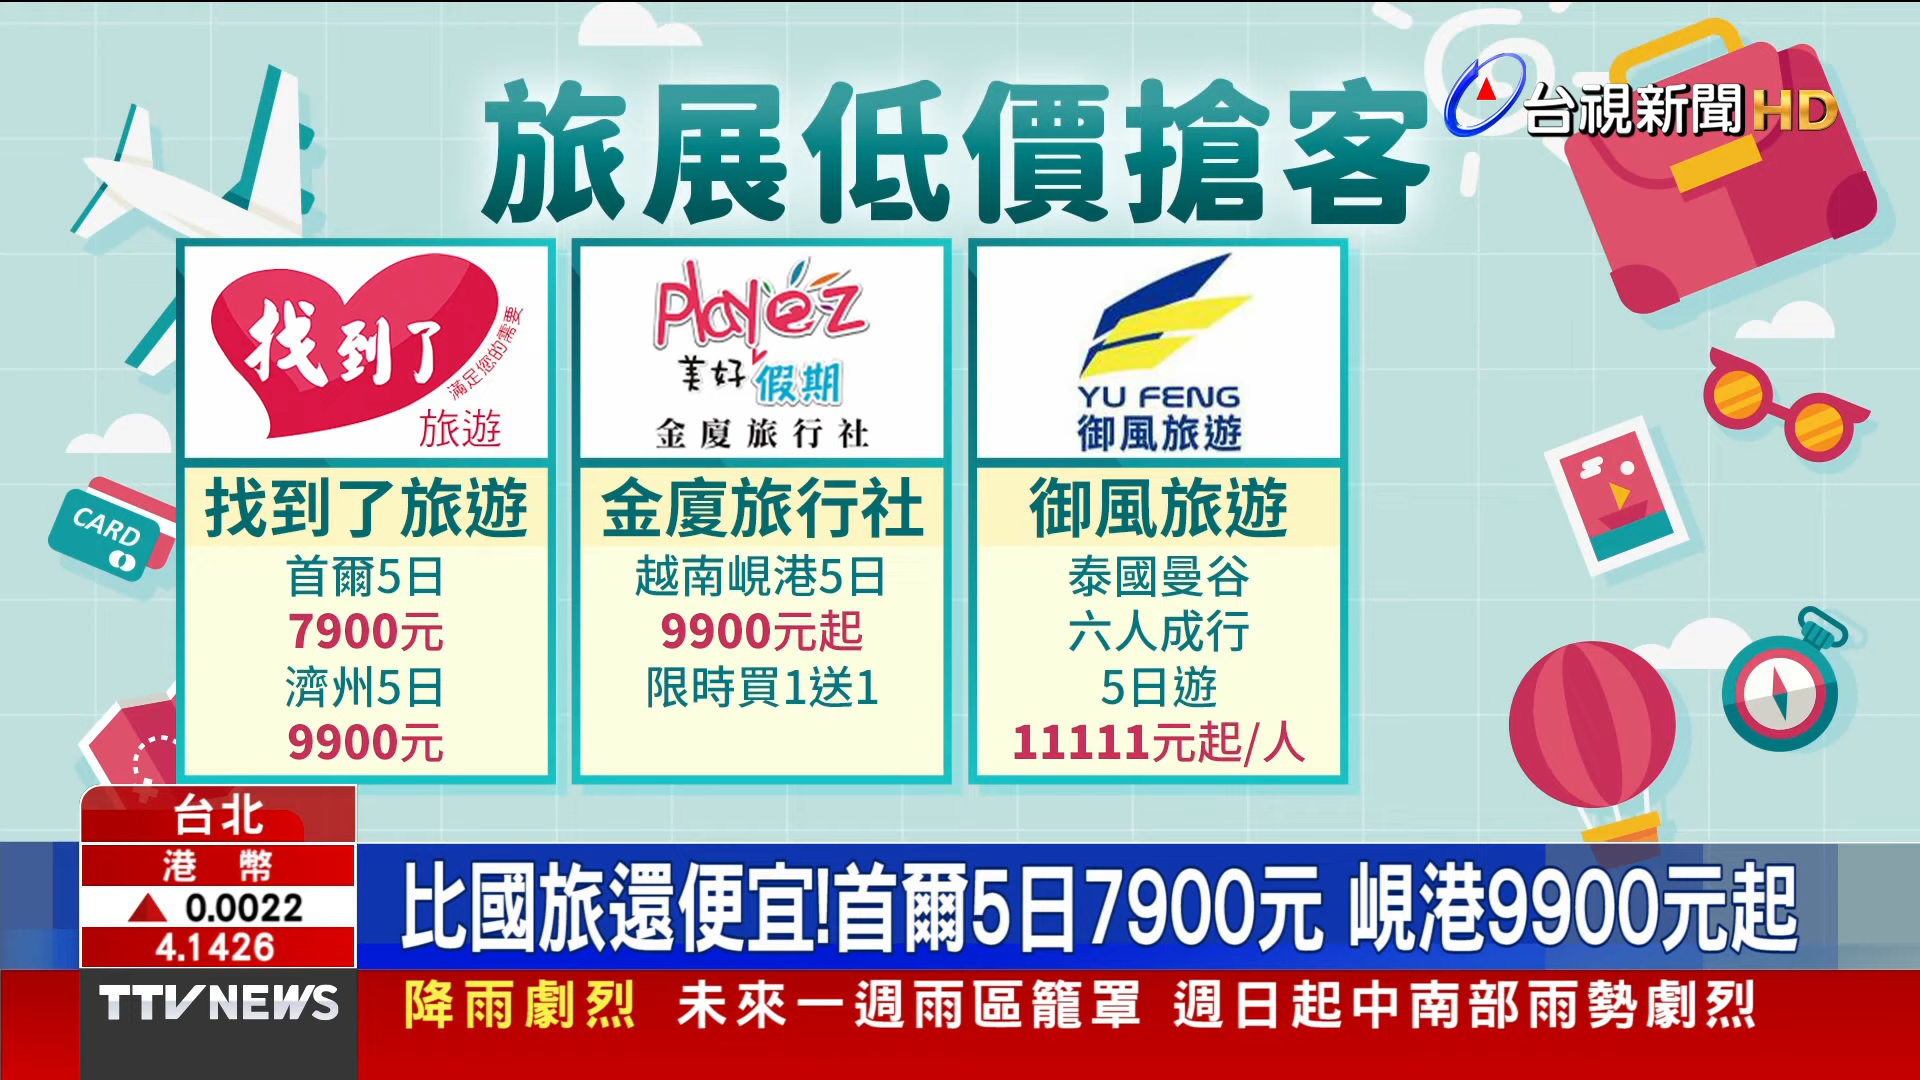 旅展低價搶客
台視新聞HD
找到了
滿足您的需要
旅遊
Playez
美好假期
金廈旅行社
YU FENG
御風旅遊
找到了旅遊
首爾5日
7900元
濟州5日
9900元
金廈旅行社
越南峴港5日
9900元起
限時買1送1
御風旅遊
泰國曼谷
六人成行
5日遊
11111元起/人
CARD
台北
港幣
▲ 0.0022
4.1426
比國旅還便宜!首爾5日7900元 峴港9900元起
TTV NEWS
降雨劇烈 未來一週雨區籠罩 週日起中南部雨勢劇烈